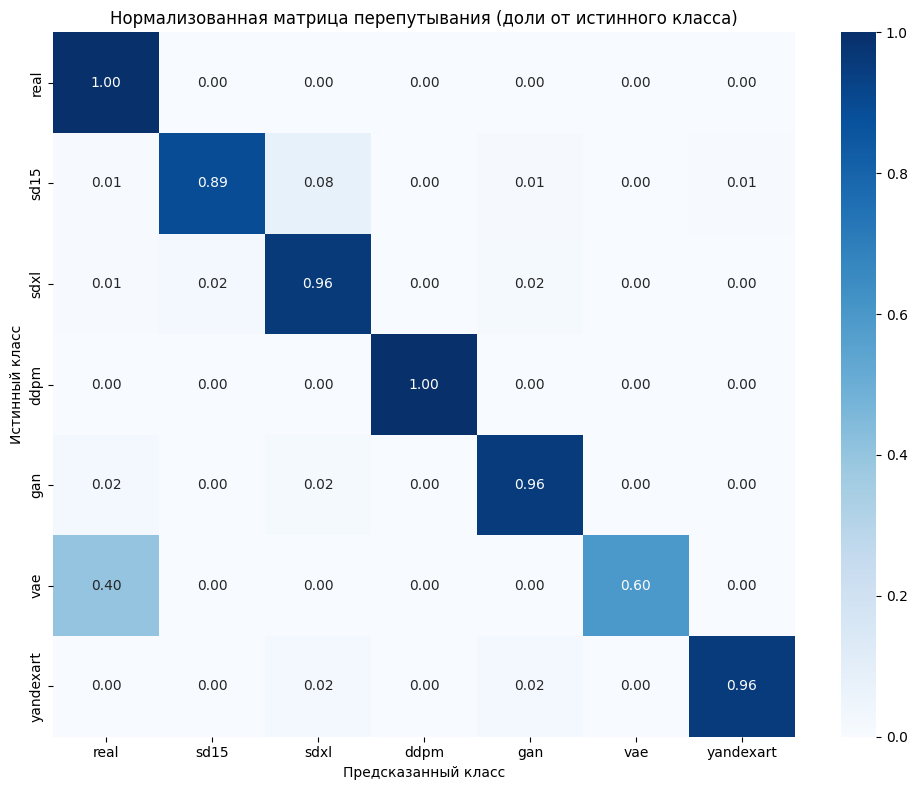 Нормализованная матрица перепутывания (доли от истинного класса)
real 1.00 0.00 0.00 0.00 0.00 0.00 0.00
sd15 0.01 0.89 0.08 0.00 0.01 0.00 0.01
sdxl 0.01 0.02 0.96 0.00 0.02 0.00 0.00
ddpm 0.00 0.00 0.00 1.00 0.00 0.00 0.00
gan 0.02 0.00 0.02 0.00 0.96 0.00 0.00
vae 0.40 0.00 0.00 0.00 0.00 0.60 0.00
yandexart 0.00 0.00 0.02 0.00 0.02 0.00 0.96
real sd15 sdxl ddpm gan vae yandexart
Предсказанный класс
Истинный класс
1.0
0.8
0.6
0.4
0.2
0.0